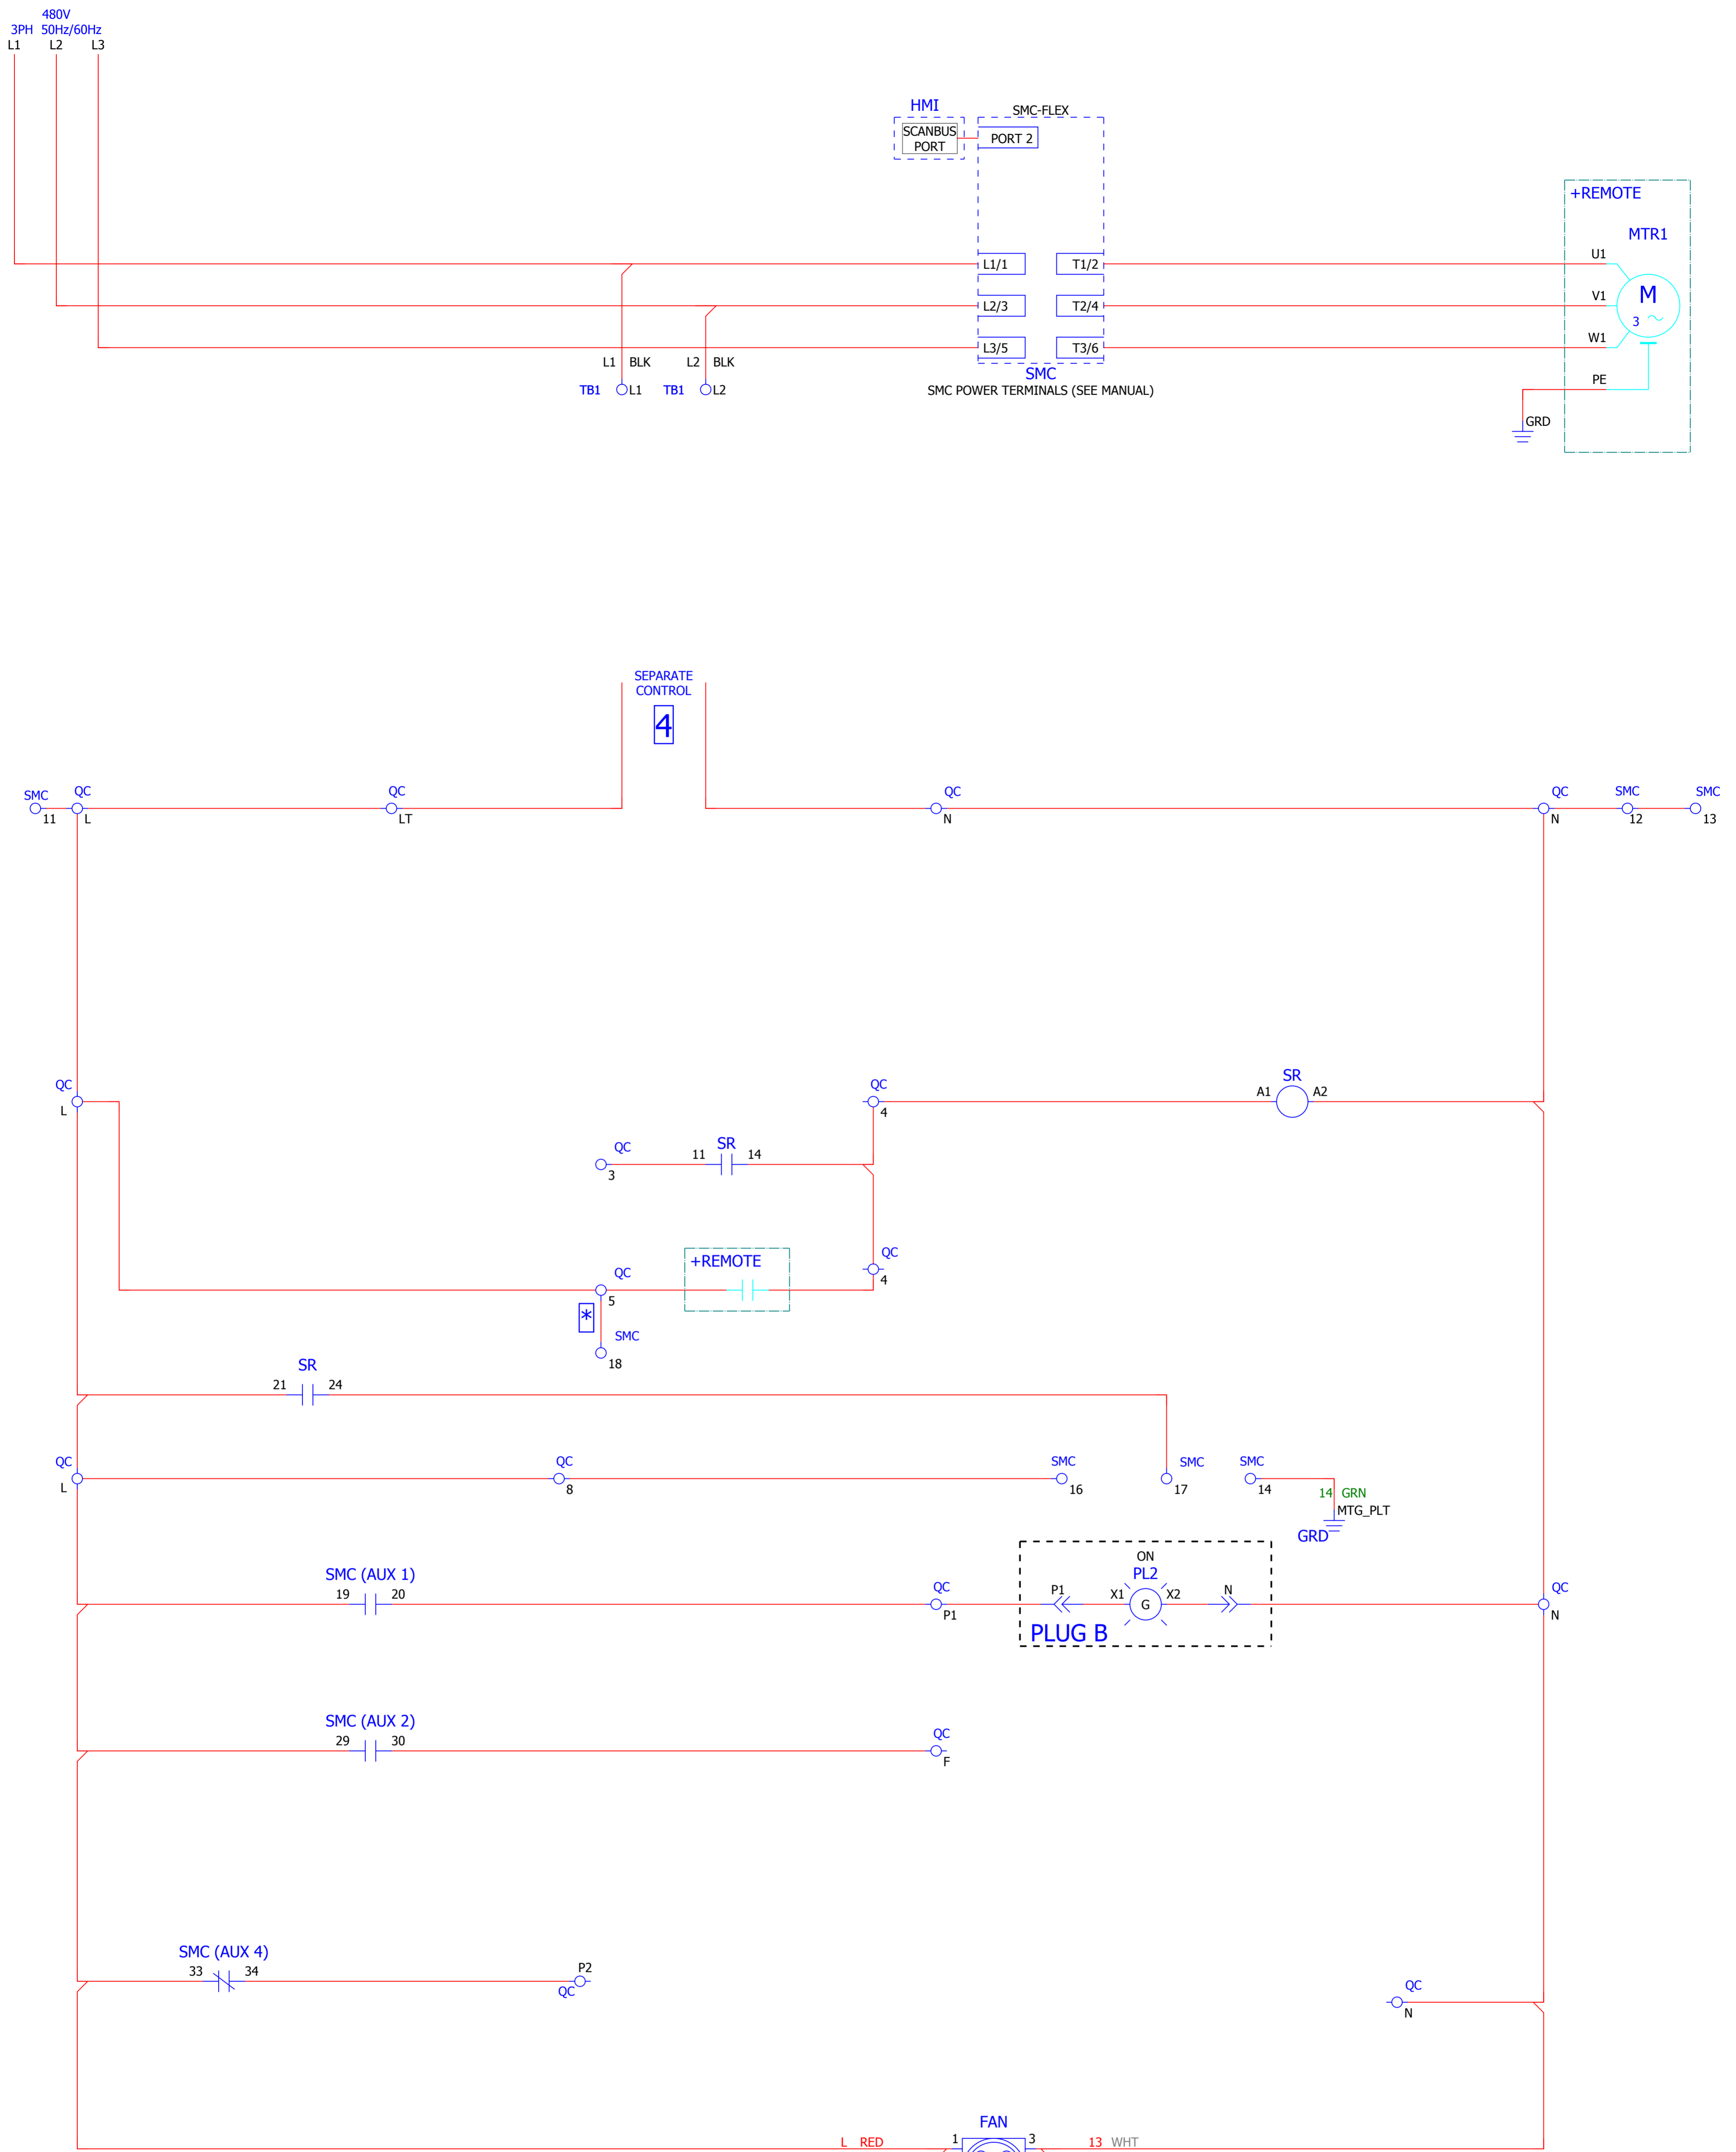 480V
3PH 50Hz/60Hz
L1 L2 L3
HMI
SMC-FLEX
SCANBUS
PORT
PORT 2
+REMOTE
MTR1
L1/1 T1/2 U1
L2/3 T2/4 V1 M
3
L3/5 T3/6 W1
L1 BLK L2 BLK
SMC
PE
TB1 L1 TB1 L2
SMC POWER TERMINALS (SEE MANUAL)
GRD
SEPARATE
CONTROL
4
SMC QC QC QC QC SMC SMC
11 L LT N N 12 13
QC QC SR
A1 A2
L 4
QC SR
11 14
3
+REMOTE QC
QC
4
5
*
SMC
18
SR
21 24
QC QC SMC SMC SMC
L 8 16 17 14
14 GRN
MTG_PLT
GRD
ON
SMC (AUX 1) PL2
19 20 QC P1 X1 G X2 N QC
P1 N
PLUG B
SMC (AUX 2)
29 30 QC
F
SMC (AUX 4)
33 34 P2
QC QC
N
FAN
L RED 1 3 13 WHT